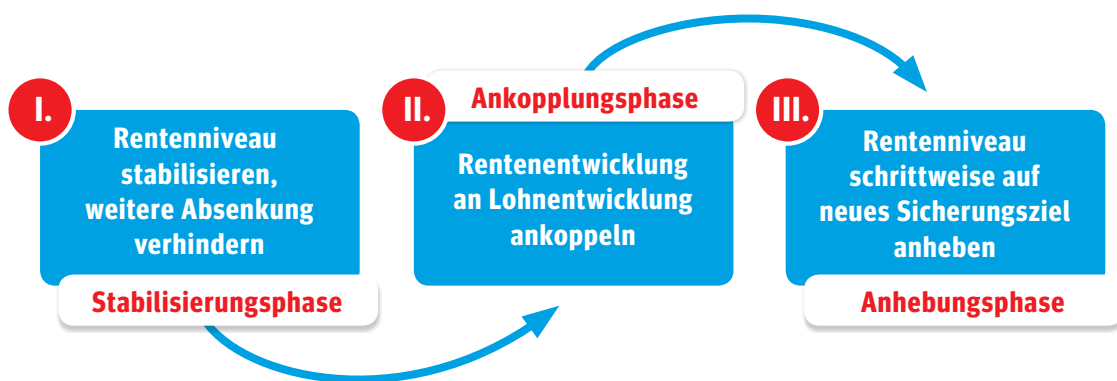 I.
Rentenniveau
stabilisieren,
weitere Absenkung
verhindern
Stabilisierungsphase
II.
Ankopplungsphase
Rentenentwicklung
an Lohnentwicklung
ankoppeln
III.
Rentenniveau
schrittweise auf
neues Sicherungsziel
anheben
Anhebungsphase